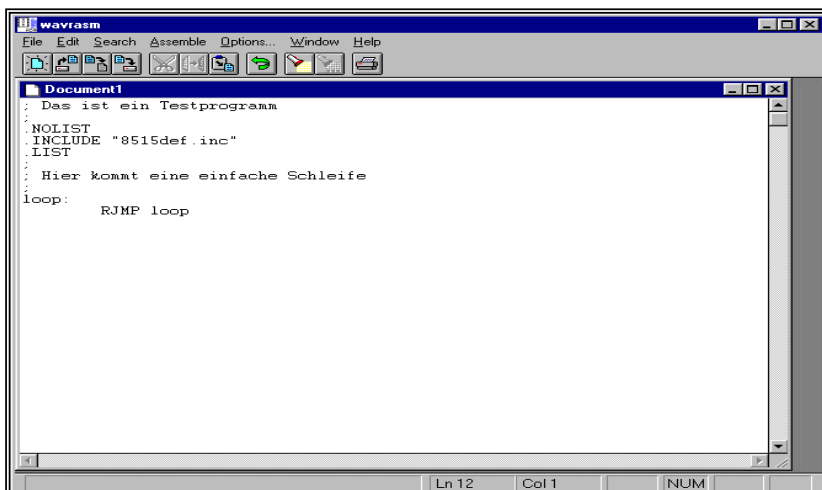 wavrasm
File Edit Search Assemble Options... Window Help
Document1
; Das ist ein Testprogramm
;
.NOLIST
.INCLUDE "8515def.inc"
.LIST
;
; Hier kommt eine einfache Schleife
;
loop:
RJMP loop
Ln 12 Col 1 NUM